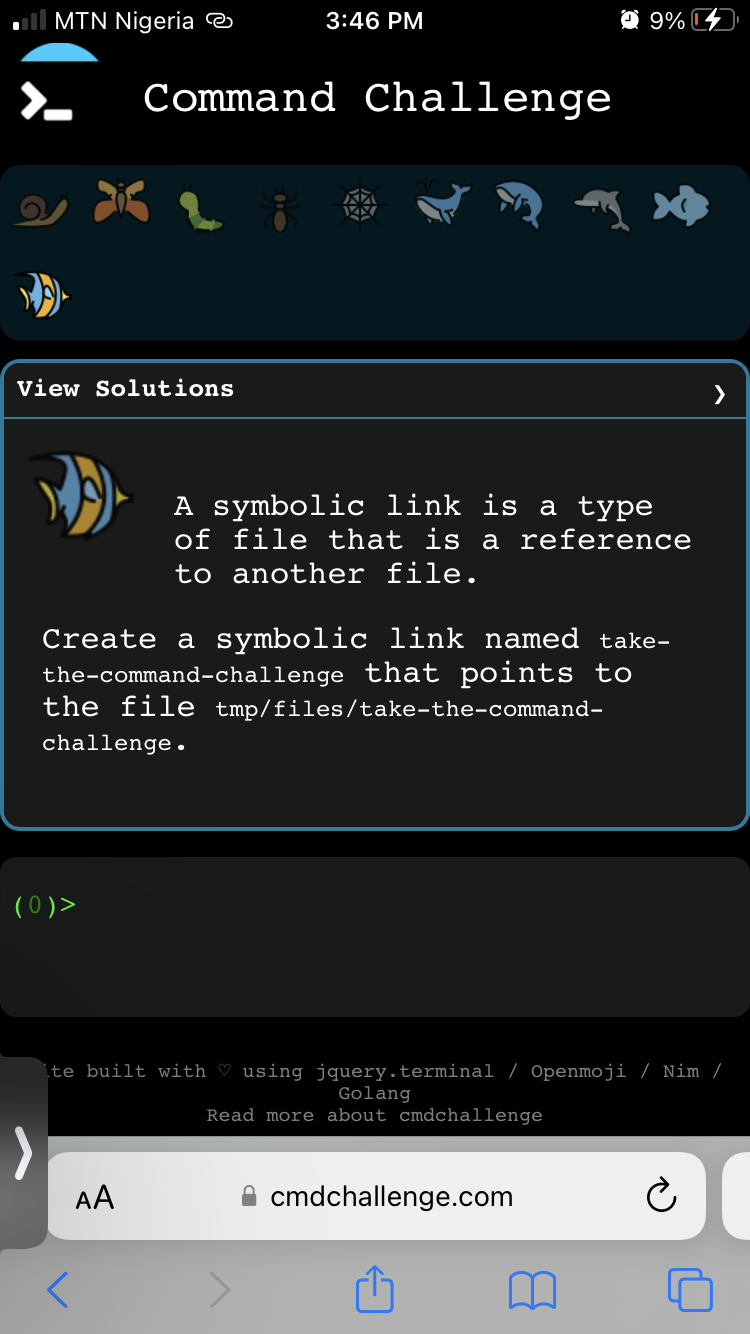 MTN Nigeria 3:46 PM 9%
Command Challenge
View Solutions
A symbolic link is a type
of file that is a reference
to another file.
Create a symbolic link named take-
the-command-challenge that points to
the file tmp/files/take-the-command-
challenge.
(0)>
ite built with ♡ using jquery.terminal / Openmoji / Nim /
Golang
Read more about cmdchallenge
AA cmdchallenge.com